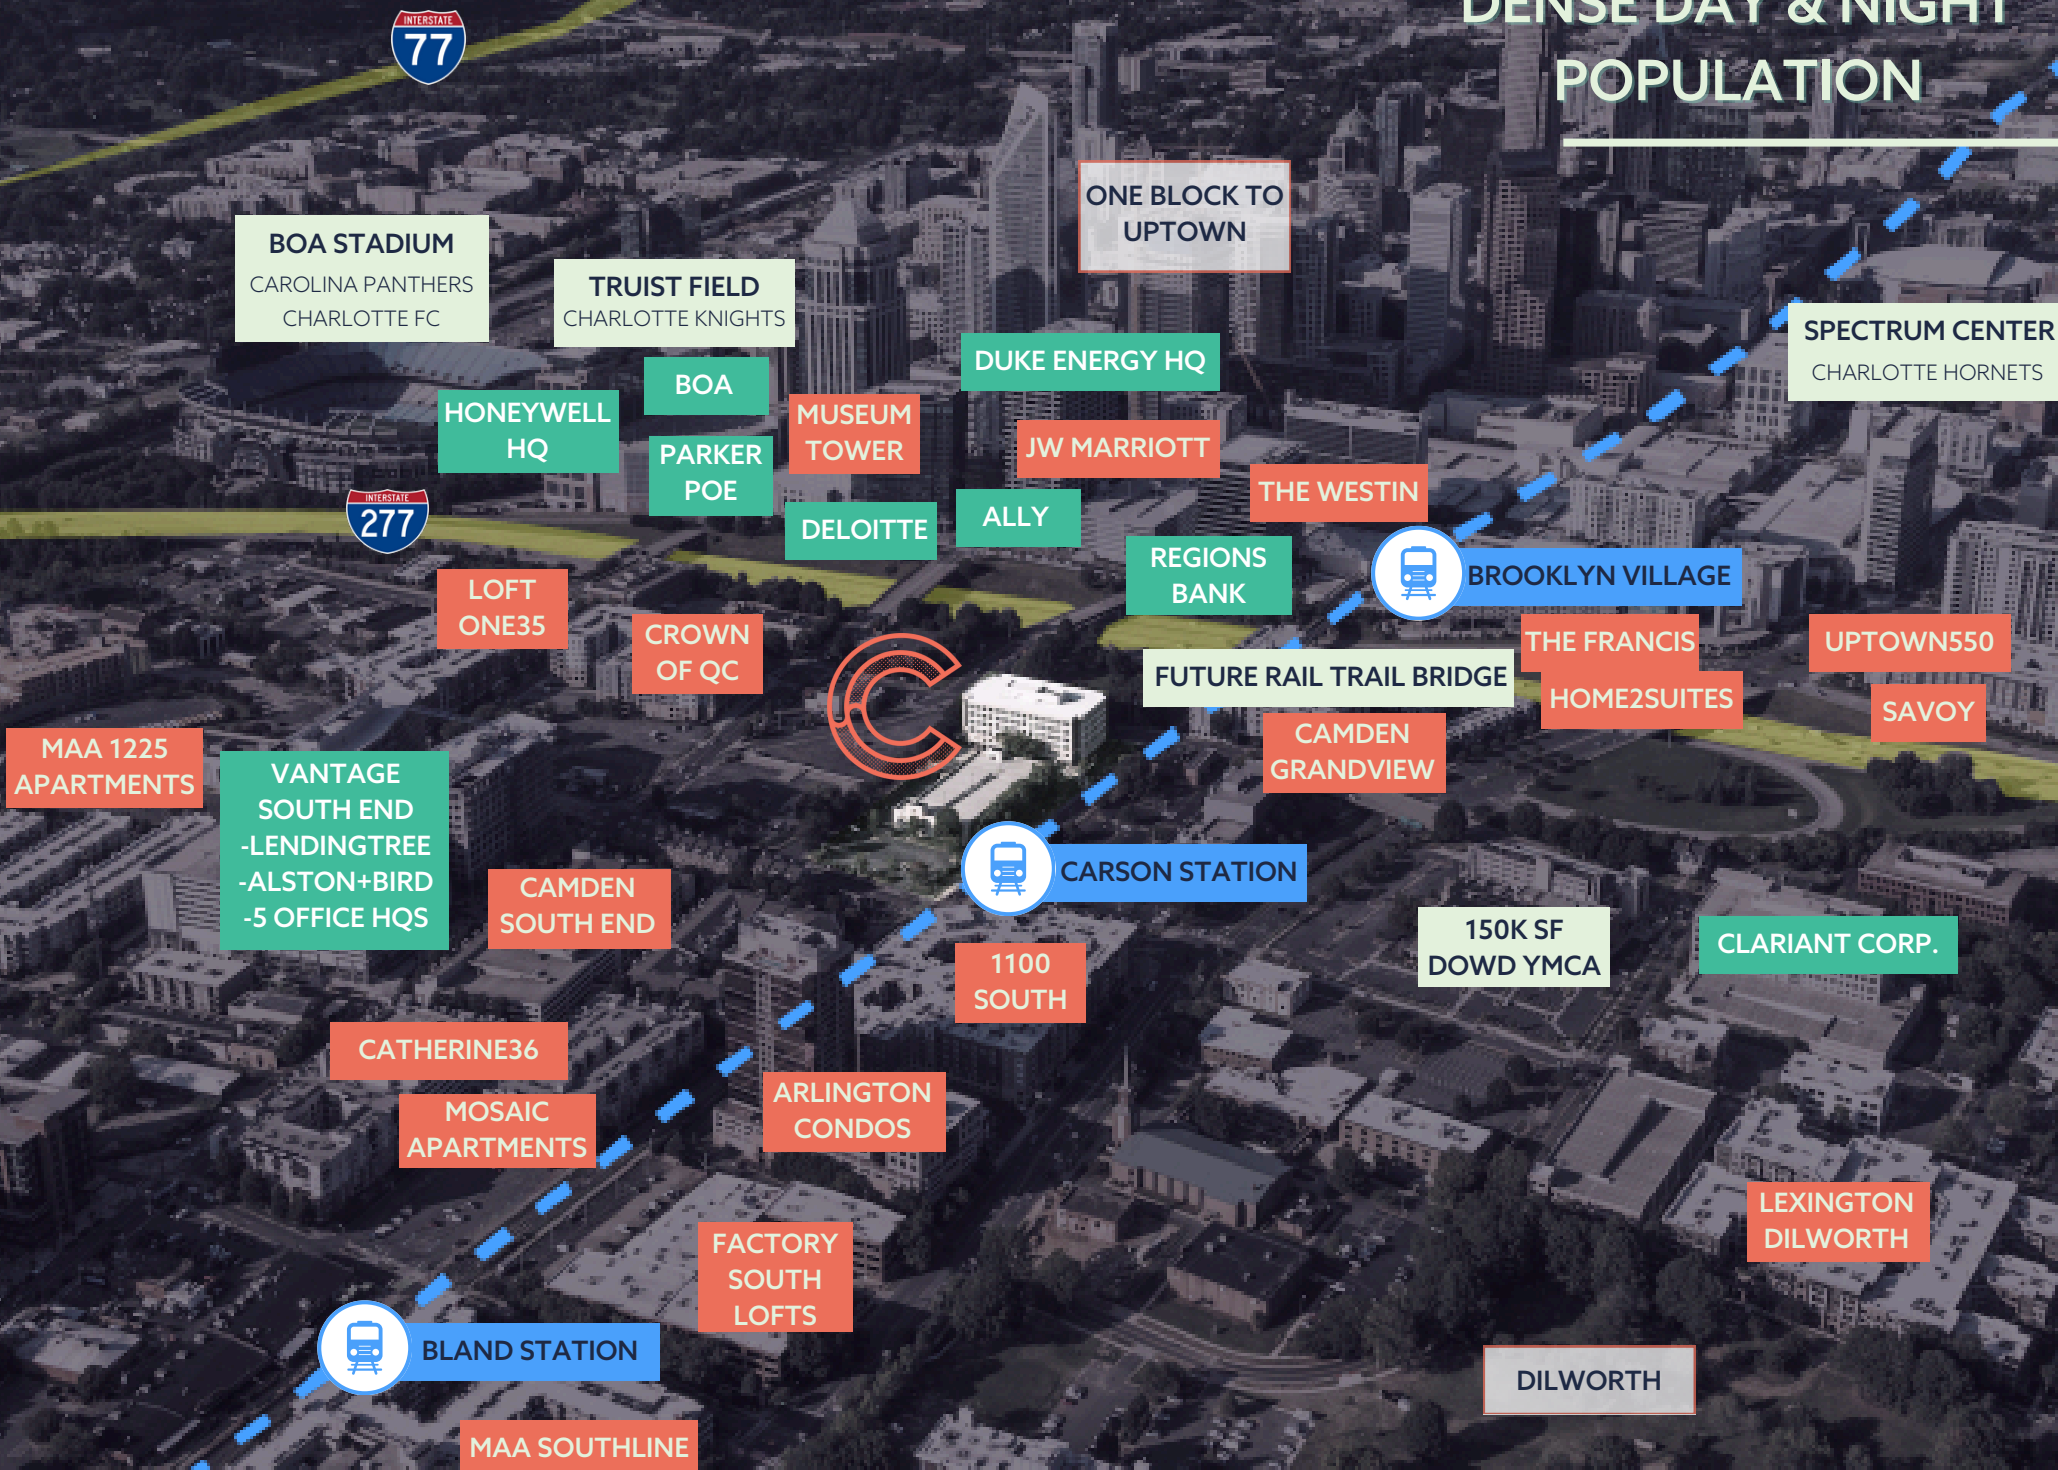 DENSE DAY & NIGHT
POPULATION
INTERSTATE
77
ONE BLOCK TO
UPTOWN
BOA STADIUM
CAROLINA PANTHERS
CHARLOTTE FC
TRUIST FIELD
CHARLOTTE KNIGHTS
SPECTRUM CENTER
CHARLOTTE HORNETS
DUKE ENERGY HQ
BOA
HONEYWELL
HQ
MUSEUM
TOWER
JW MARRIOTT
PARKER
POE
THE WESTIN
INTERSTATE
277
DELOITTE
ALLY
REGIONS
BANK
BROOKLYN VILLAGE
LOFT
ONE35
CROWN
OF QC
THE FRANCIS
UPTOWN550
FUTURE RAIL TRAIL BRIDGE
HOME2SUITES
SAVOY
CAMDEN
GRANDVIEW
MAA 1225
APARTMENTS
VANTAGE
SOUTH END
-LENDINGTREE
-ALSTON+BIRD
-5 OFFICE HQS
CARSON STATION
CAMDEN
SOUTH END
150K SF
DOWD YMCA
CLARIANT CORP.
1100
SOUTH
CATHERINE36
MOSAIC
APARTMENTS
ARLINGTON
CONDOS
LEXINGTON
DILWORTH
FACTORY
SOUTH
LOFTS
BLAND STATION
DILWORTH
MAA SOUTHLINE